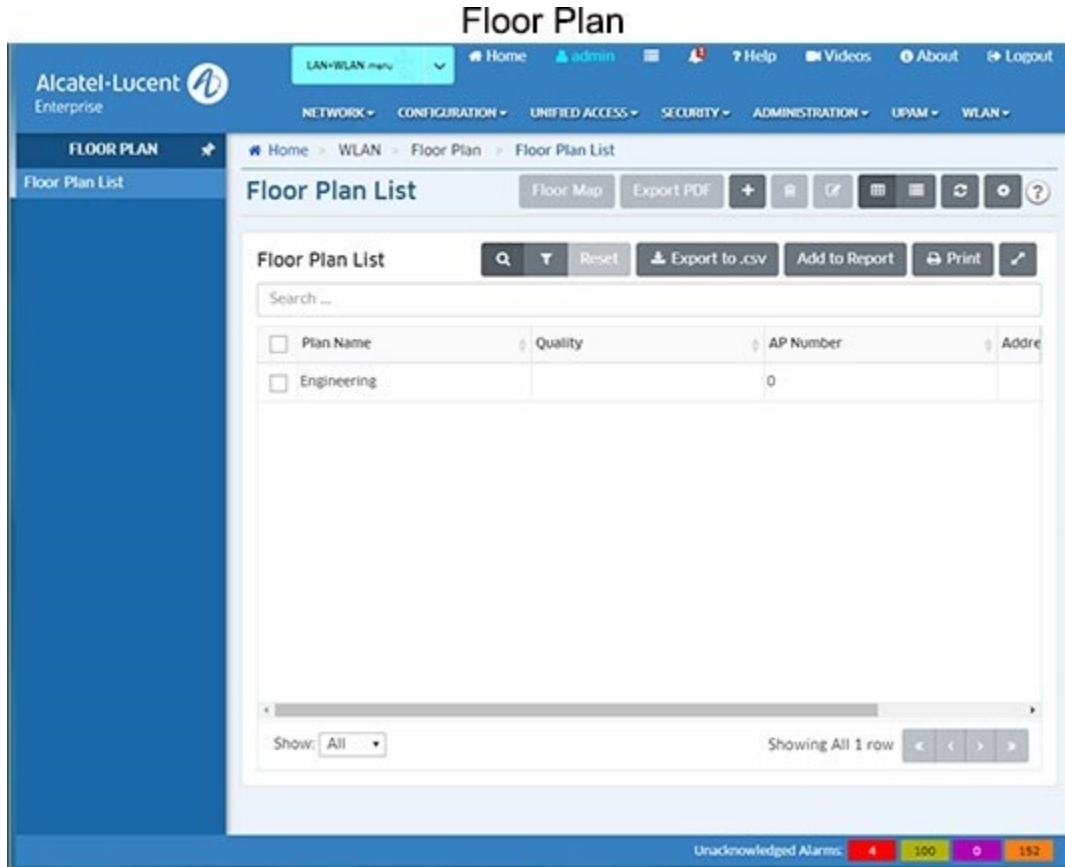 Floor Plan
Alcatel·Lucent
Enterprise
LAN+WLAN menu
Home admin 1 ? Help Videos About Logout
NETWORK CONFIGURATION UNIFIED ACCESS SECURITY ADMINISTRATION UPAM WLAN
FLOOR PLAN
Floor Plan List
Home > WLAN > Floor Plan > Floor Plan List
Floor Plan List Floor Map Export PDF + ?
Floor Plan List Reset Export to .csv Add to Report Print
Search ...
Plan Name Quality AP Number Addre
Engineering 0
Show: All Showing All 1 row « < > »
Unacknowledged Alarms: 4 100 0 152